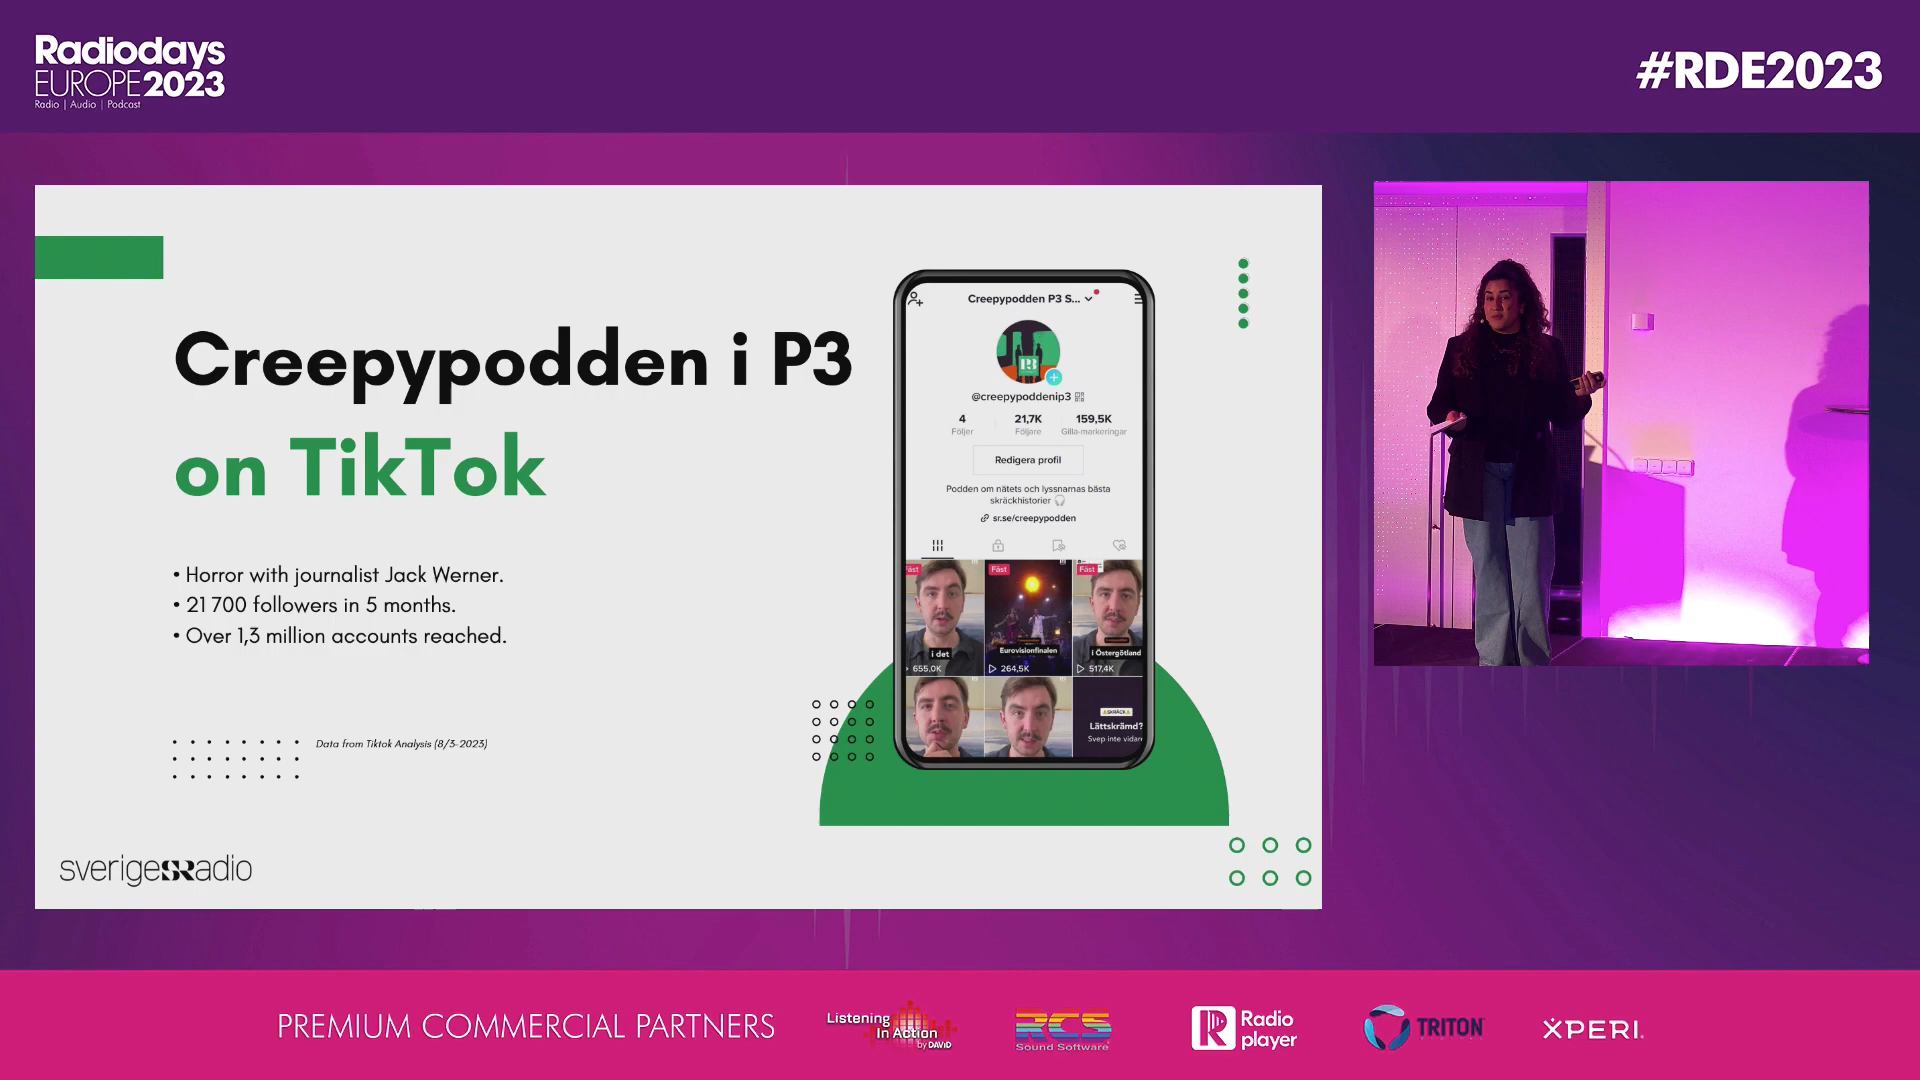 Radiodays
EUROPE 2023
Radio | Audio | Podcast
#RDE2023
Creepypodden i P3
on TikTok
• Horror with journalist Jack Werner.
• 21 700 followers in 5 months.
• Over 1,3 million accounts reached.
Data from Tiktok Analysis (8/3-2023)
sverigesRadio
Creepypodden P3 S...
P3
@creepypoddenip3
4 21,7K 159,5K
Följer Följare Gilla-markeringar
Redigera profil
Podden om nätets och lyssnarnas bästa
skräckhistorier
sr.se/creepypodden
Fäst Fäst Fäst
i det Eurovisionfinalen i Östergötland
655,0K 264,5K 517,4K
SKRÄCK
Lättskrämd?
Svep inte vidare
PREMIUM COMMERCIAL PARTNERS
Listening
In Action
by DAVID
RCS
Sound Software
Radio
player
TRITON
XPERI.